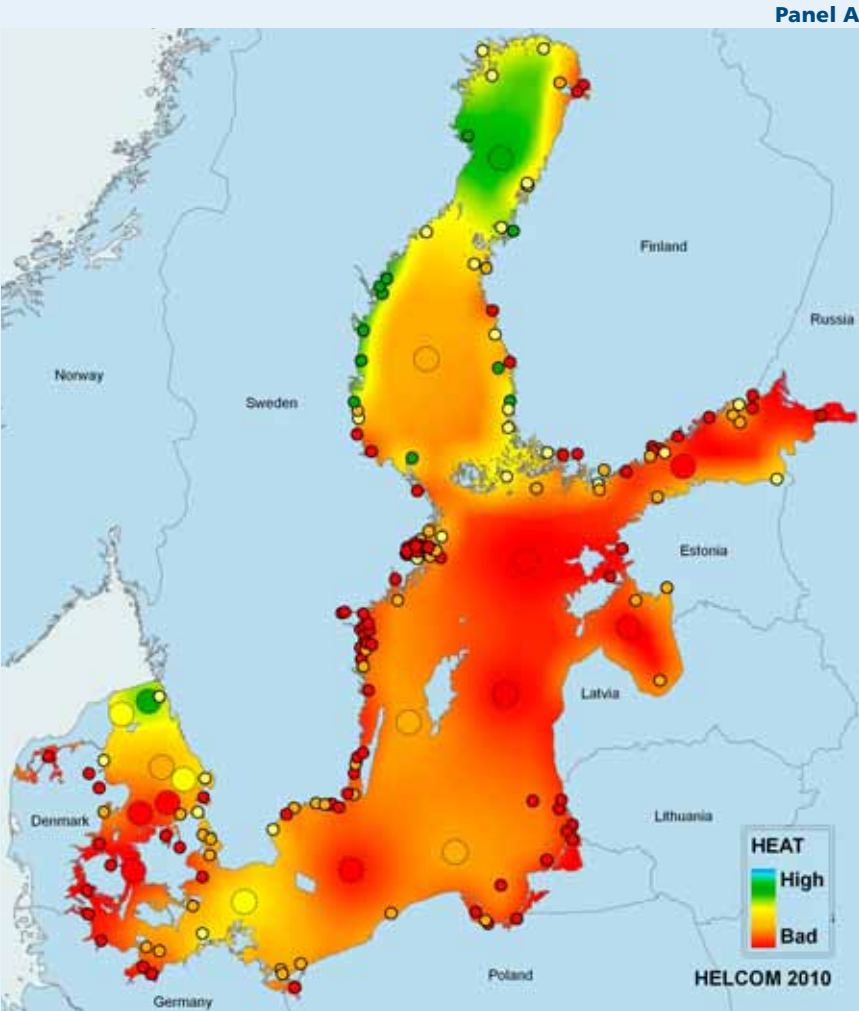 Panel A
Finland
Russia
Norway
Sweden
Estonia
Latvia
Denmark
Lithuania
HEAT
High
Bad
Poland
HELCOM 2010
Germany